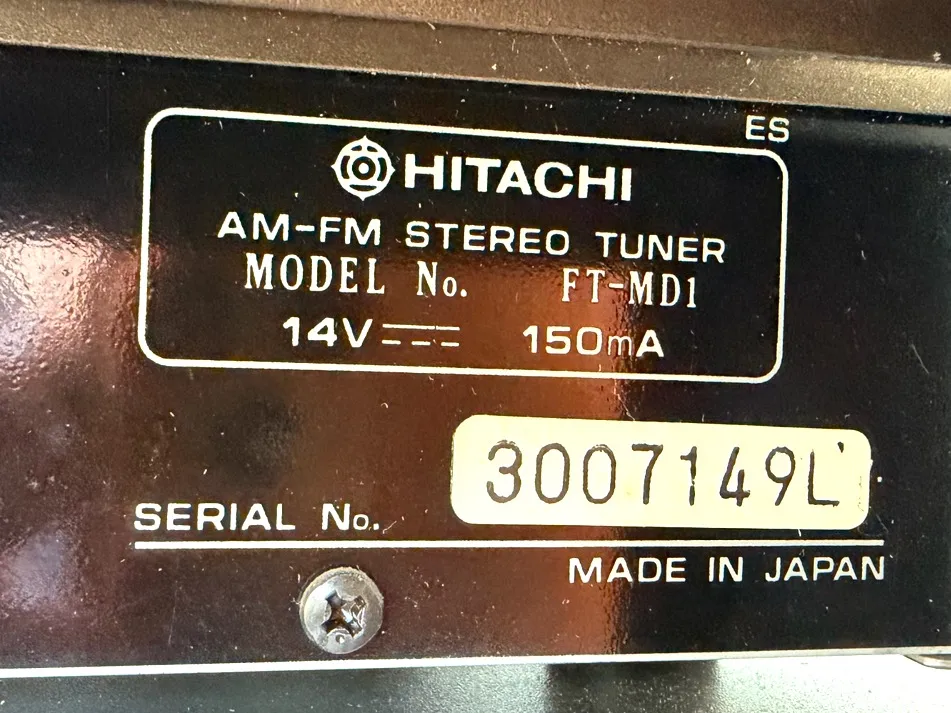 ES
HITACHI
AM-FM STEREO TUNER
MODEL No. FT-MD1
14V⎓ 150mA
SERIAL No. 3007149L
MADE IN JAPAN